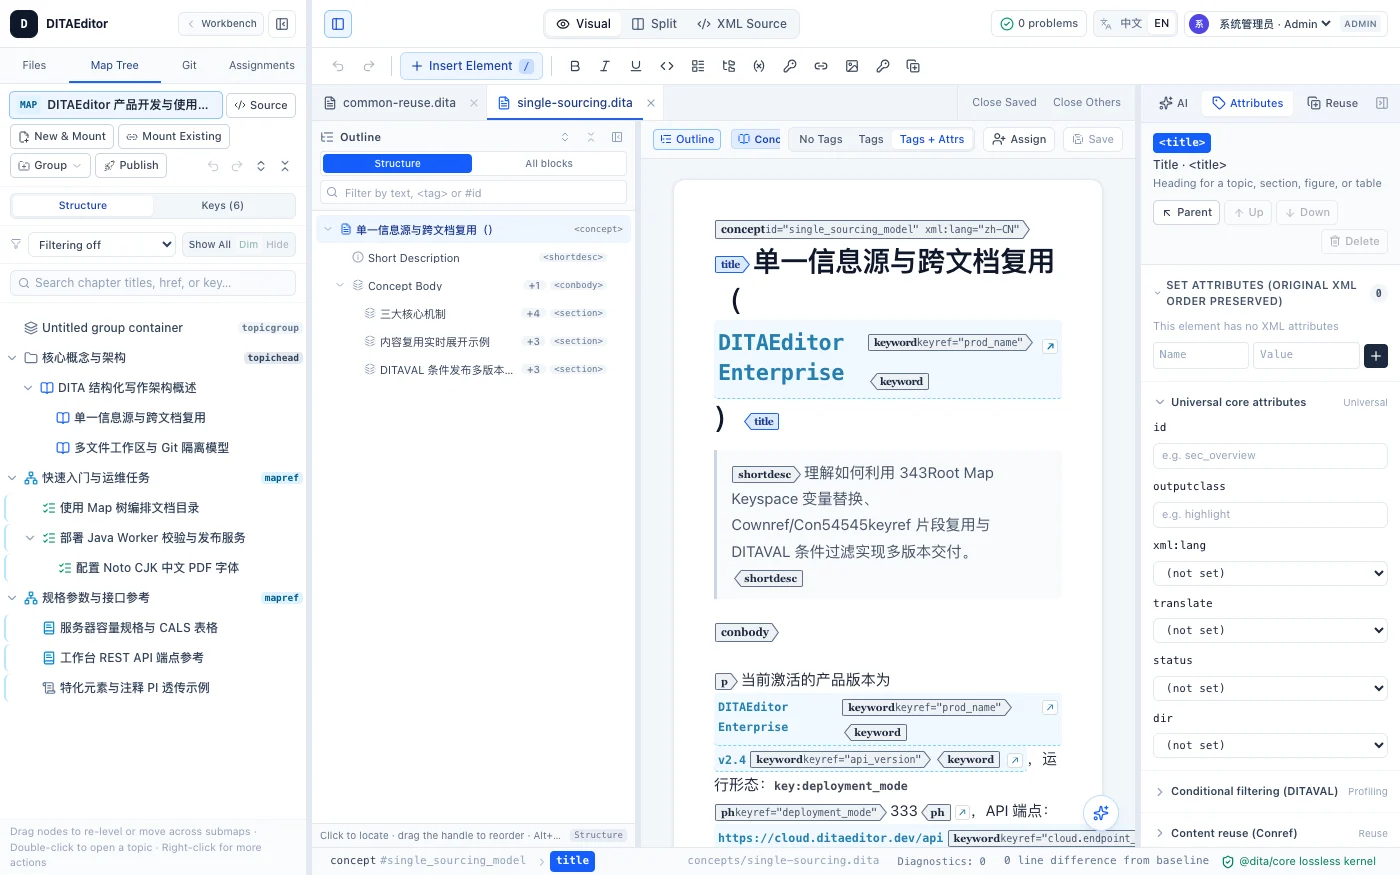 D DITAEditor
Workbench
Visual
Split
XML Source
0 problems
中文
EN
系 系统管理员 · Admin
ADMIN
Files
Map Tree
Git
Assignments
Insert Element /
MAP DITAEditor 产品开发与使用...
Source
New & Mount
Mount Existing
Group
Publish
Structure
Keys (6)
Filtering off
Show All
Dim
Hide
Search chapter titles, href, or key...
Untitled group container topicgroup
核心概念与架构 topichead
DITA 结构化写作架构概述
单一信息源与跨文档复用
多文件工作区与 Git 隔离模型
快速入门与运维任务 mapref
使用 Map 树编排文档目录
部署 Java Worker 校验与发布服务
配置 Noto CJK 中文 PDF 字体
规格参数与接口参考 mapref
服务器容量规格与 CALS 表格
工作台 REST API 端点参考
特化元素与注释 PI 透传示例
Drag nodes to re-level or move across submaps ·
Double-click to open a topic · Right-click for more
actions
common-reuse.dita
single-sourcing.dita
Close Saved
Close Others
Outline
Structure
All blocks
Filter by text, <tag> or #id
单一信息源与跨文档复用（） <concept>
Short Description <shortdesc>
Concept Body +1 <conbody>
三大核心机制 +4 <section>
内容复用实时展开示例 +3 <section>
DITAVAL 条件发布多版本... +3 <section>
Click to locate · drag the handle to reorder · Alt+... Structure
Outline
Conc
No Tags
Tags
Tags + Attrs
Assign
Save
conceptid="single_sourcing_model" xml:lang="zh-CN"
title 单一信息源与跨文档复用
（
DITAEditor keywordkeyref="prod_name"
Enterprise keyword
） title
shortdesc 理解如何利用 343Root Map
Keyspace 变量替换、
Cownref/Con54545keyref 片段复用与
DITAVAL 条件过滤实现多版本交付。
shortdesc
conbody
p 当前激活的产品版本为
DITAEditor keywordkeyref="prod_name"
Enterprise keyword
v2.4 keywordkeyref="api_version" keyword ，运
行形态：key:deployment_mode
phkeyref="deployment_mode" 333 ph ，API 端点：
https://cloud.ditaeditor.dev/api keywordkeyref="cloud.endpoint_
AI
Attributes
Reuse
<title>
Title · <title>
Heading for a topic, section, figure, or table
Parent
Up
Down
Delete
SET ATTRIBUTES (ORIGINAL XML
ORDER PRESERVED) 0
This element has no XML attributes
Name
Value
+
Universal core attributes Universal
id
e.g. sec_overview
outputclass
e.g. highlight
xml:lang
(not set)
translate
(not set)
status
(not set)
dir
(not set)
Conditional filtering (DITAVAL) Profiling
Content reuse (Conref) Reuse
concept #single_sourcing_model
title
concepts/single-sourcing.dita
Diagnostics: 0
0 line difference from baseline
@dita/core lossless kernel